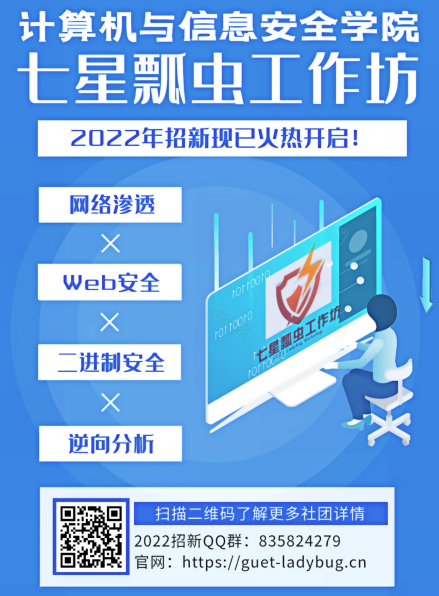 计算机与信息安全学院
七星瓢虫工作坊
2022年招新现已火热开启！
网络渗透
×
Web安全
×
二进制安全
×
逆向分析
七星瓢虫工作坊
扫描二维码了解更多社团详情
2022招新QQ群：835824279
官网：https://guet-ladybug.cn